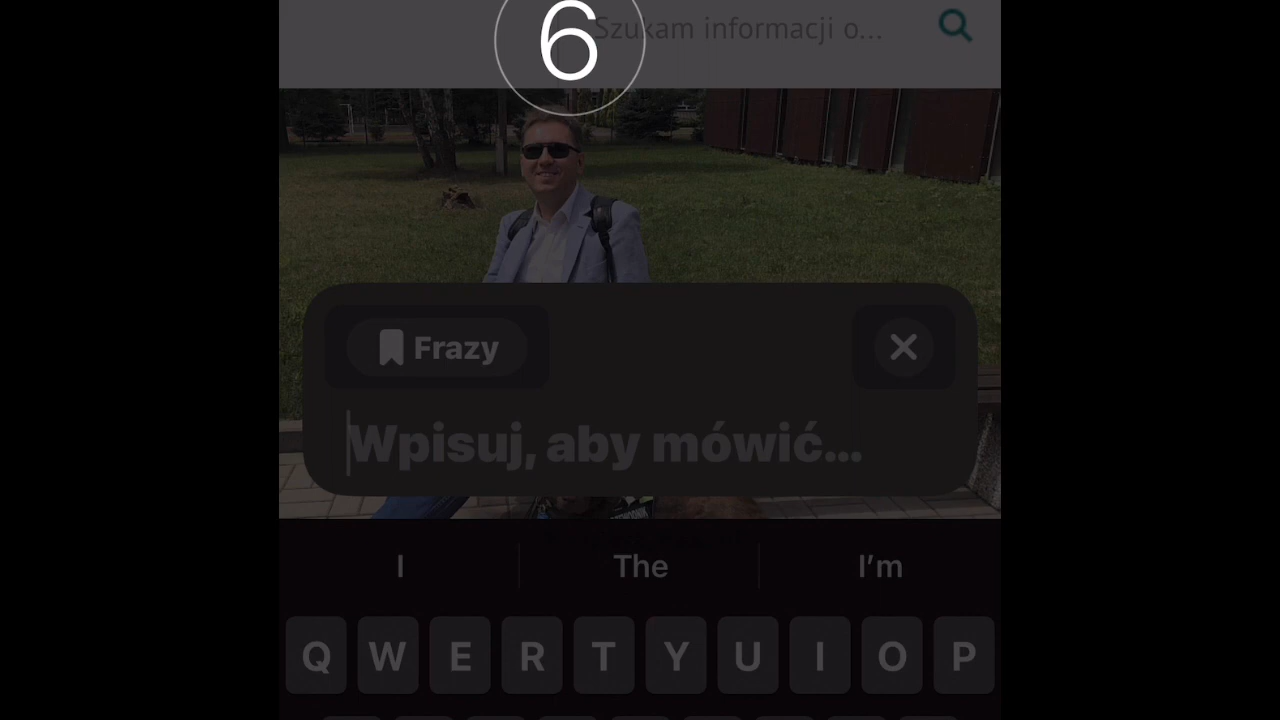 6
Szukam informacji o...
Frazy
Wpisuj, aby mówić...
I The I’m
Q W E R T Y U I O P